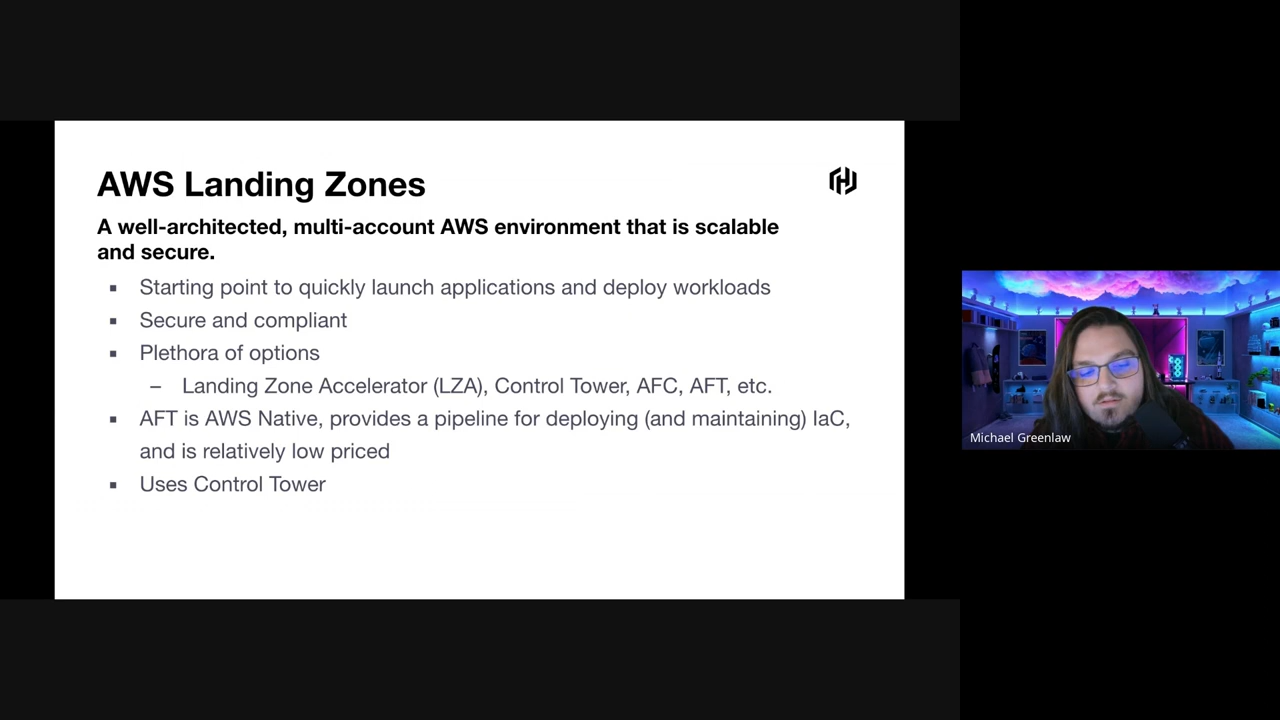 AWS Landing Zones
A well-architected, multi-account AWS environment that is scalable
and secure.
▪ Starting point to quickly launch applications and deploy workloads
▪ Secure and compliant
▪ Plethora of options
– Landing Zone Accelerator (LZA), Control Tower, AFC, AFT, etc.
▪ AFT is AWS Native, provides a pipeline for deploying (and maintaining) IaC,
and is relatively low priced
▪ Uses Control Tower
Michael Greenlaw